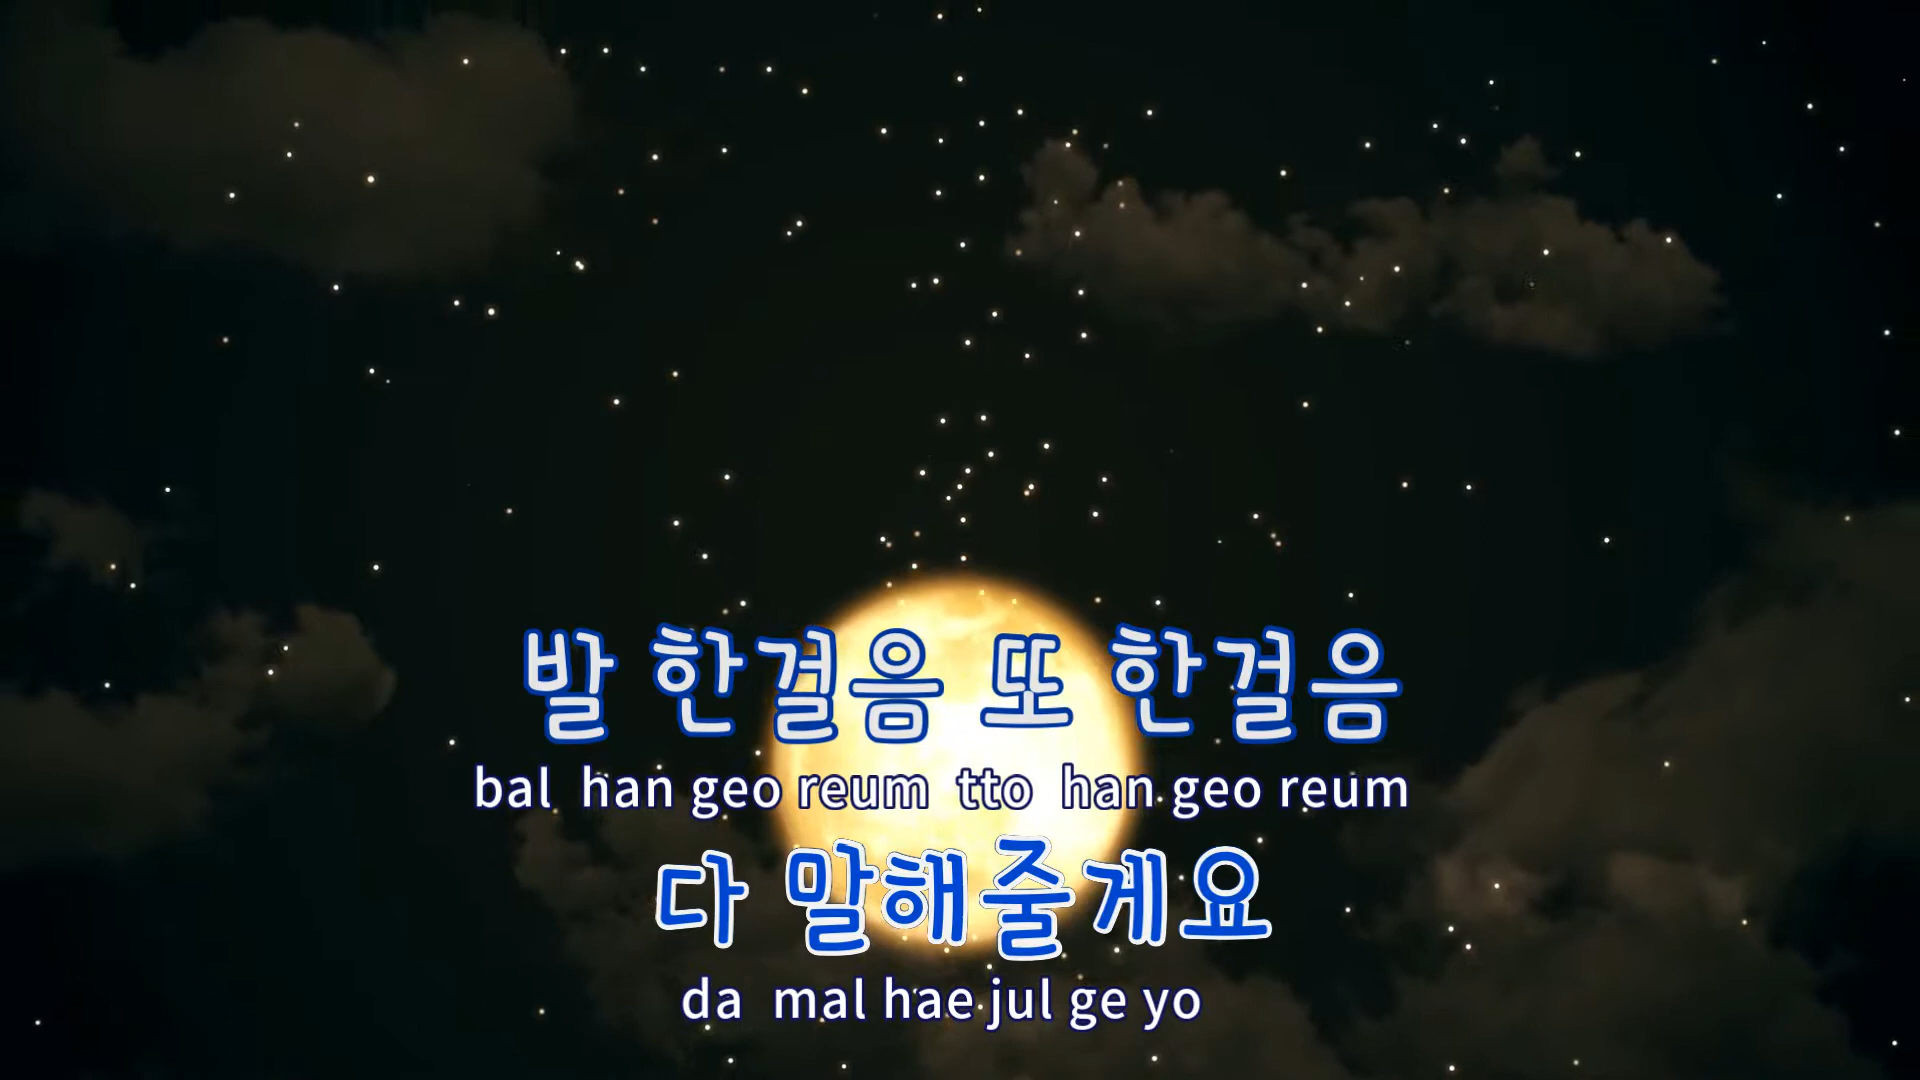 발 한걸음 또 한걸음
bal han geo reum tto han geo reum
다 말해줄게요
da mal hae jul ge yo